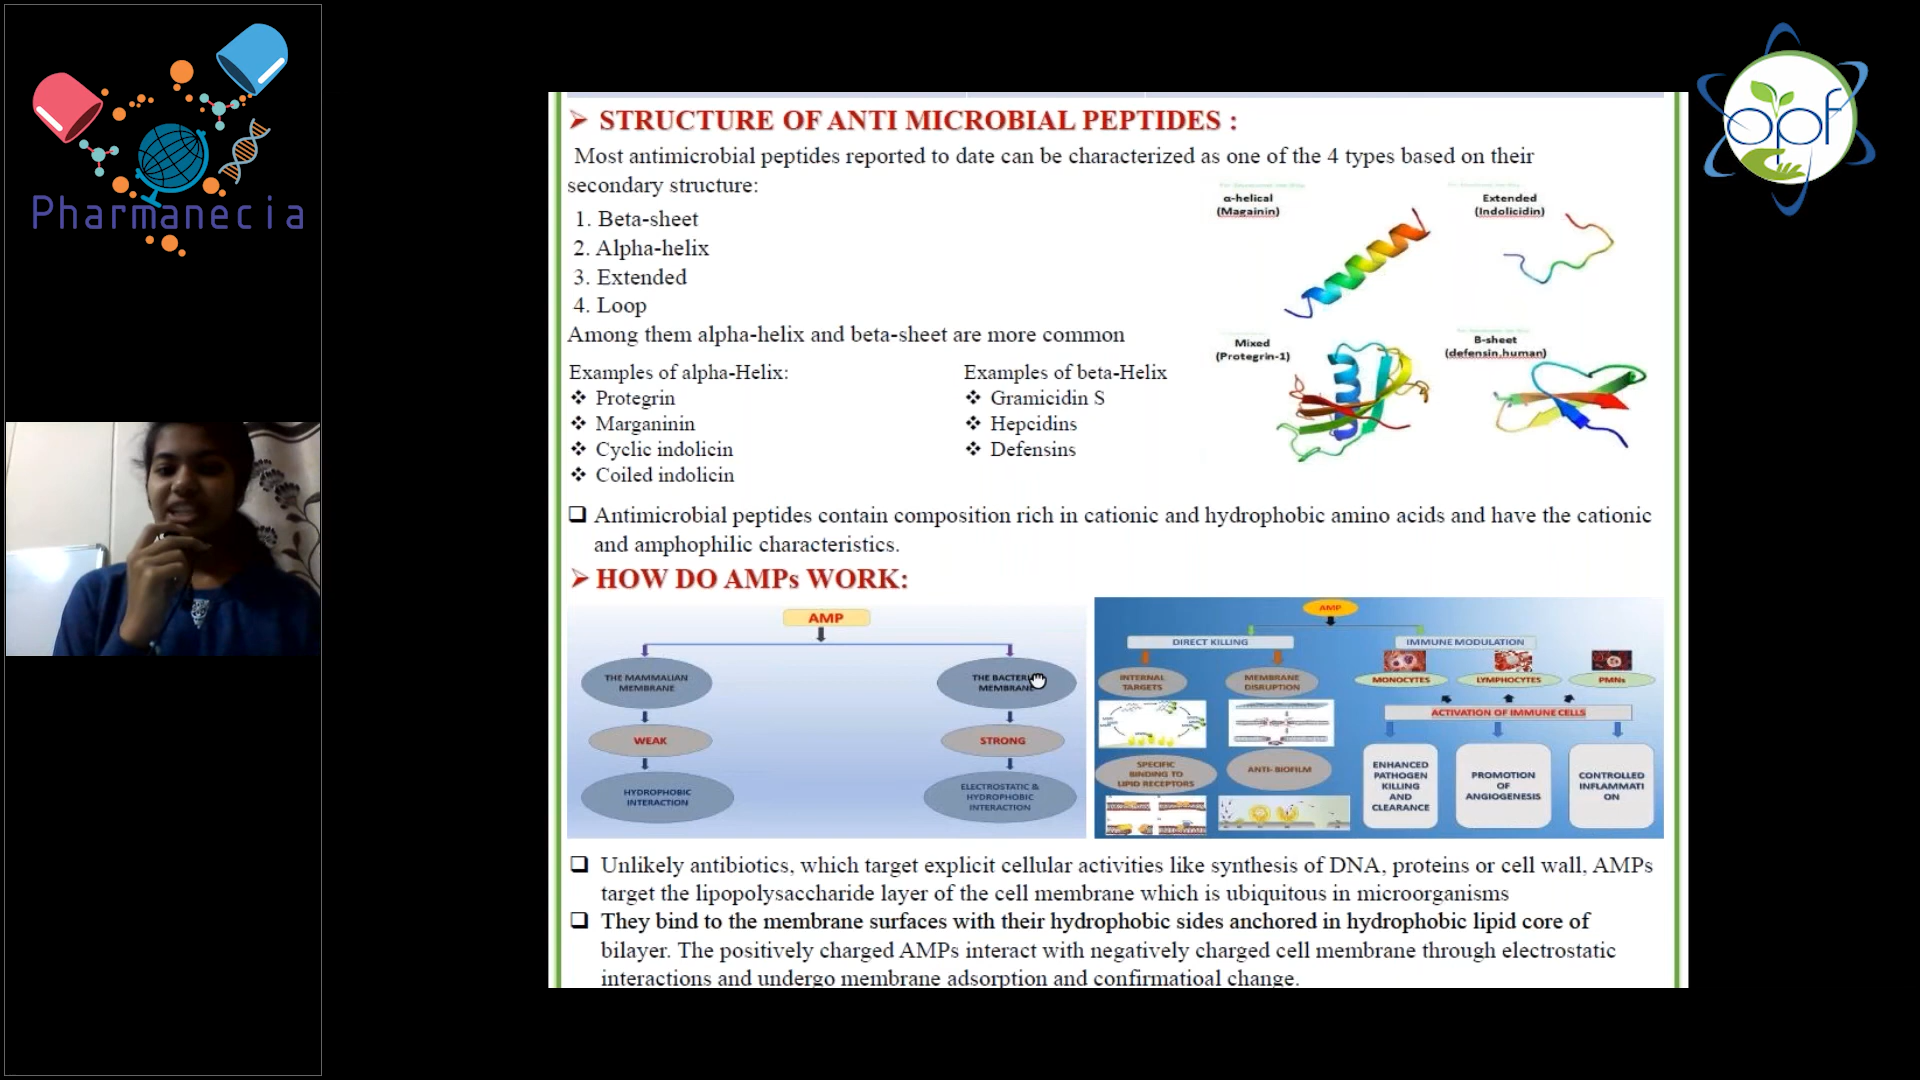 Pharmanecia
opf
➢ STRUCTURE OF ANTI MICROBIAL PEPTIDES :
Most antimicrobial peptides reported to date can be characterized as one of the 4 types based on their
secondary structure:
1. Beta-sheet
2. Alpha-helix
3. Extended
4. Loop
Among them alpha-helix and beta-sheet are more common
α-helical
(Magainin)
Extended
(Indolicidin)
Mixed
(Protegrin-1)
B-sheet
(defensin,human)
Examples of alpha-Helix:
❖ Protegrin
❖ Marganinin
❖ Cyclic indolicin
❖ Coiled indolicin
Examples of beta-Helix
❖ Gramicidin S
❖ Hepcidins
❖ Defensins
❑ Antimicrobial peptides contain composition rich in cationic and hydrophobic amino acids and have the cationic
and amphophilic characteristics.
➢ HOW DO AMPs WORK:
AMP
THE MAMMALIAN
MEMBRANE
WEAK
HYDROPHOBIC
INTERACTION
THE
MEMBRANE
STRONG
ELECTROSTATIC &
HYDROPHOBIC
INTERACTION
AMP
DIRECT KILLING
INTERNAL
TARGETS
MEMBRANE
DISRUPTION
SPECIFIC
BINDING TO
LIPID RECEPTORS
ANTI- BIOFILM
IMMUNE MODULATION
MONOCYTES
LYMPHOCYTES
PMNs
ACTIVATION OF IMMUNE CELLS
ENHANCED
PATHOGEN
KILLING
AND
CLEARANCE
PROMOTION
OF
ANGIOGENESIS
CONTROLLED
INFLAMMATI
ON
❑ Unlikely antibiotics, which target explicit cellular activities like synthesis of DNA, proteins or cell wall, AMPs
target the lipopolysaccharide layer of the cell membrane which is ubiquitous in microorganisms
❑ They bind to the membrane surfaces with their hydrophobic sides anchored in hydrophobic lipid core of
bilayer. The positively charged AMPs interact with negatively charged cell membrane through electrostatic
interactions and undergo membrane adsorption and confirmatioal change.